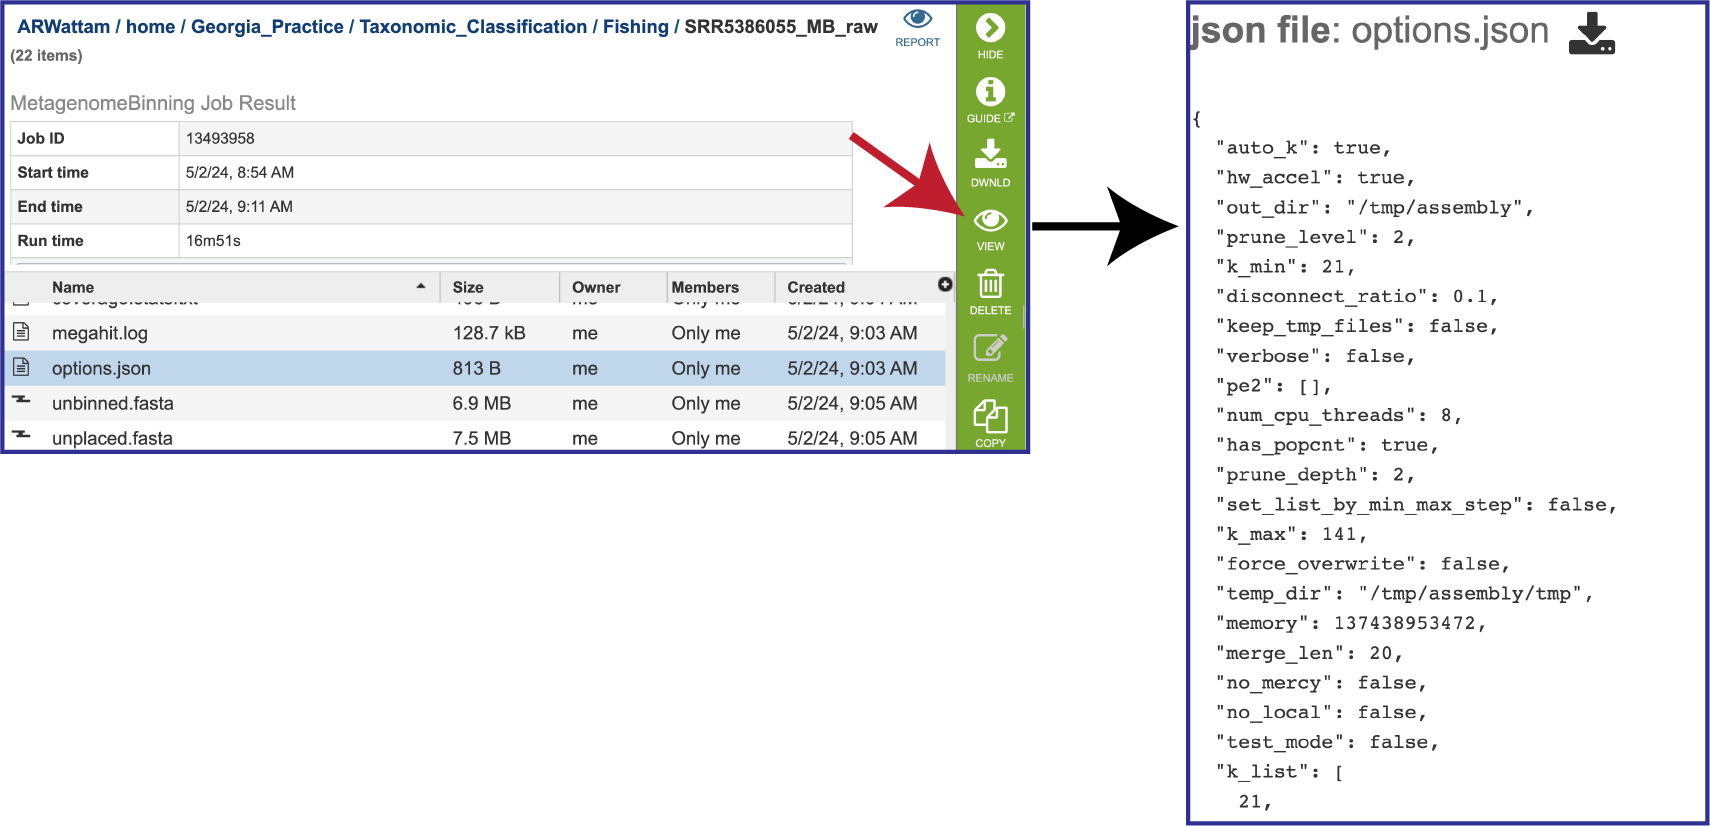 ARWattam / home / Georgia_Practice / Taxonomic_Classification / Fishing / SRR5386055_MB_raw
(22 items)
REPORT
MetagenomeBinning Job Result
Job ID 13493958
Start time 5/2/24, 8:54 AM
End time 5/2/24, 9:11 AM
Run time 16m51s
Name Size Owner Members Created
megahit.log 128.7 kB me Only me 5/2/24, 9:03 AM
options.json 813 B me Only me 5/2/24, 9:03 AM
unbinned.fasta 6.9 MB me Only me 5/2/24, 9:05 AM
unplaced.fasta 7.5 MB me Only me 5/2/24, 9:05 AM
HIDE
GUIDE
DWNLD
VIEW
DELETE
RENAME
COPY
json file: options.json
{
"auto_k": true,
"hw_accel": true,
"out_dir": "/tmp/assembly",
"prune_level": 2,
"k_min": 21,
"disconnect_ratio": 0.1,
"keep_tmp_files": false,
"verbose": false,
"pe2": [],
"num_cpu_threads": 8,
"has_popcnt": true,
"prune_depth": 2,
"set_list_by_min_max_step": false,
"k_max": 141,
"force_overwrite": false,
"temp_dir": "/tmp/assembly/tmp",
"memory": 137438953472,
"merge_len": 20,
"no_mercy": false,
"no_local": false,
"test_mode": false,
"k_list": [
21,